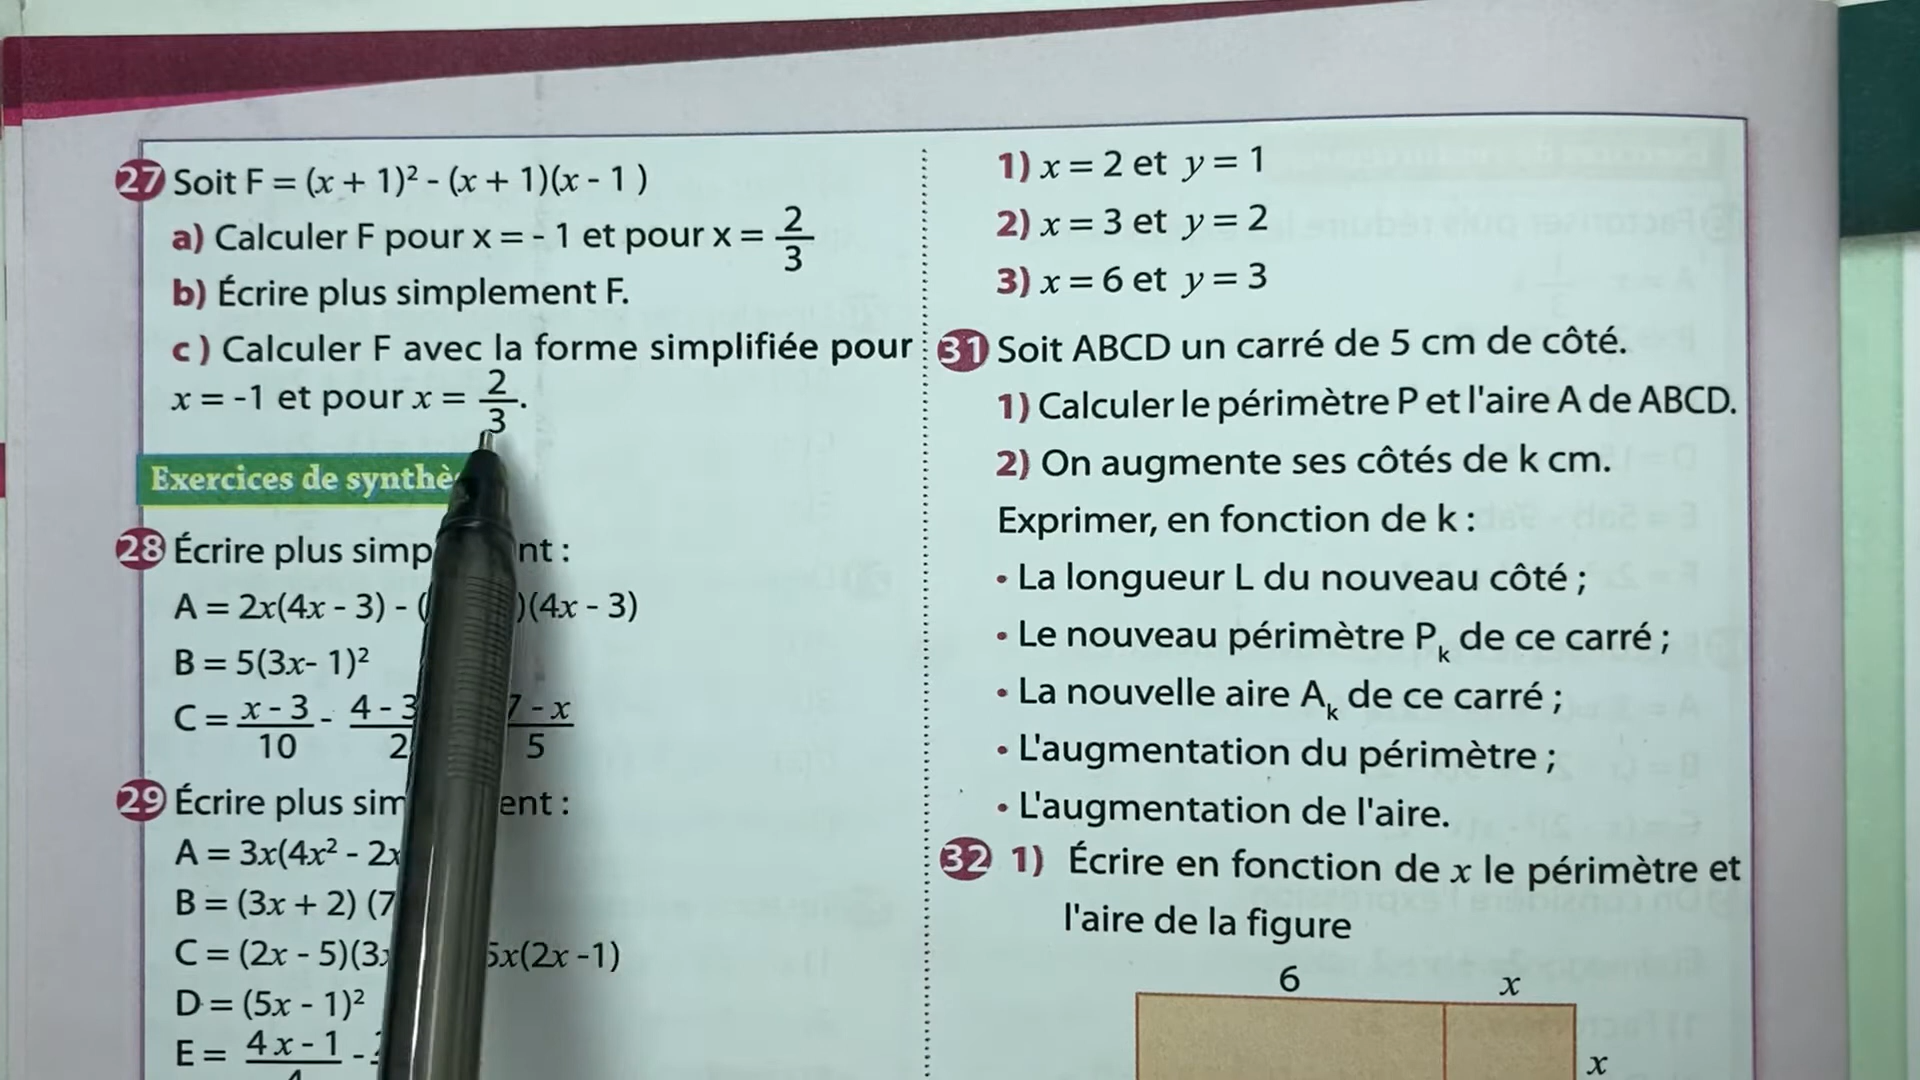 27 Soit F = (x + 1)² - (x + 1)(x - 1 )
a) Calculer F pour x = - 1 et pour x = 2/3
b) Écrire plus simplement F.
c ) Calculer F avec la forme simplifiée pour
x = -1 et pour x = 2/3.
Exercices de
28 Écrire plus :
A = 2x(4x - 3) - ( )(4x - 3)
B = 5(3x- 1)²
C = x - 3/10 - 4 - 3 /2 7 - x/5
29 Écrire plus :
A = 3x(4x² - 2x
B = (3x + 2) (7
C = (2x - 5)(3x 5x(2x -1)
D = (5x - 1)²
E = 4x - 1/4 -
1) x = 2 et y = 1
2) x = 3 et y = 2
3) x = 6 et y = 3
31 Soit ABCD un carré de 5 cm de côté.
1) Calculer le périmètre P et l'aire A de ABCD.
2) On augmente ses côtés de k cm.
Exprimer, en fonction de k :
• La longueur L du nouveau côté ;
• Le nouveau périmètre Pk de ce carré ;
• La nouvelle aire Ak de ce carré ;
• L'augmentation du périmètre ;
• L'augmentation de l'aire.
32 1) Écrire en fonction de x le périmètre et
l'aire de la figure
6 x
x